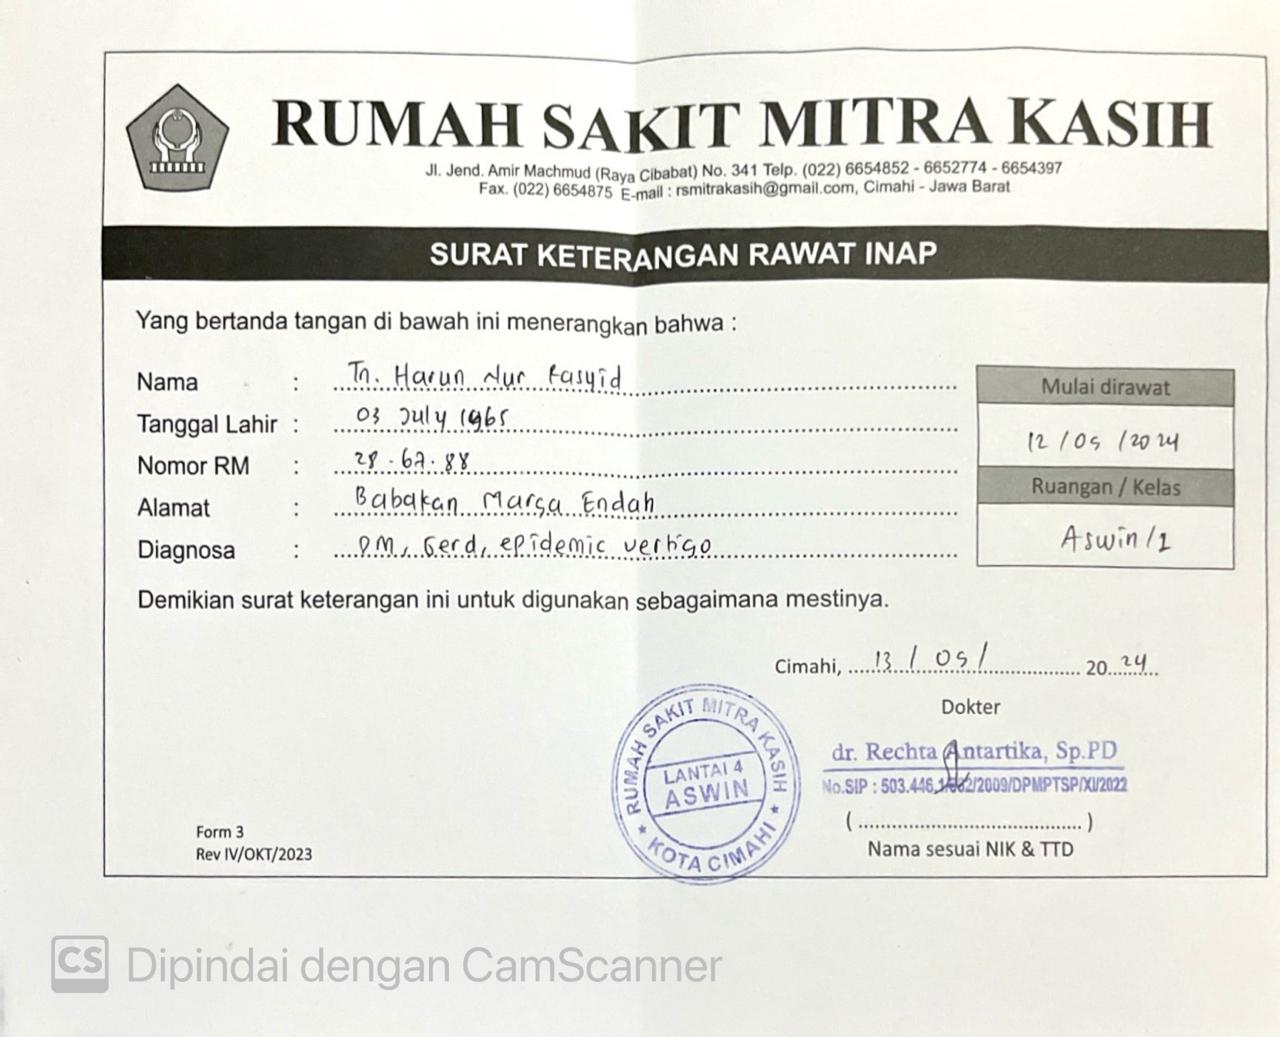 RUMAH SAKIT MITRA KASIH
Jl. Jend. Amir Machmud (Raya Cibabat) No. 341 Telp. (022) 6654852 - 6652774 - 6654397
Fax. (022) 6654875 E-mail : rsmitrakasih@gmail.com, Cimahi - Jawa Barat
SURAT KETERANGAN RAWAT INAP
Yang bertanda tangan di bawah ini menerangkan bahwa :
Nama : Tn. Harun Nur Rasyid
Tanggal Lahir : 03 July 1965
Nomor RM : 28.67.88
Alamat : Babakan Marga Endah
Diagnosa : DM, Gerd, epidemic vertigo
Mulai dirawat
12 / 05 / 2024
Ruangan / Kelas
Aswin / 1
Demikian surat keterangan ini untuk digunakan sebagaimana mestinya.
Cimahi, 13 / 05 / 20 24
Dokter
dr. Rechta Antartika, Sp.PD
No.SIP : 503.446. /2009/DPMPTSP/XI/2022
(......................................)
Nama sesuai NIK & TTD
RUMAH SAKIT MITRA KASIH
LANTAI 4
ASWIN
★ KOTA CIMAHI ★
Form 3
Rev IV/OKT/2023
CS Dipindai dengan CamScanner